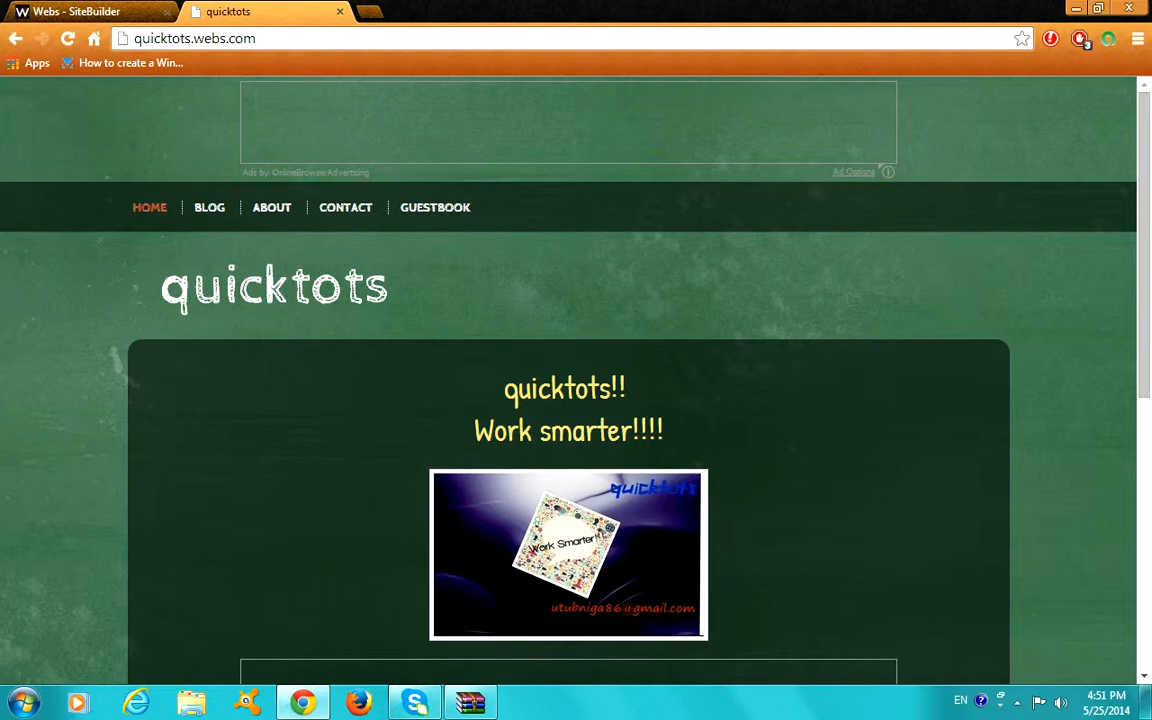 Webs - SiteBuilder
quicktots
quicktots.webs.com
3
Apps
How to create a Win...
Ads by OnlineBrowserAdvertising
Ad Options
HOME
BLOG
ABOUT
CONTACT
GUESTBOOK
quicktots
quicktots!!
Work smarter!!!!
quicktots
Work Smarter!!
utubniga86@gmail.com
EN
4:51 PM
5/25/2014